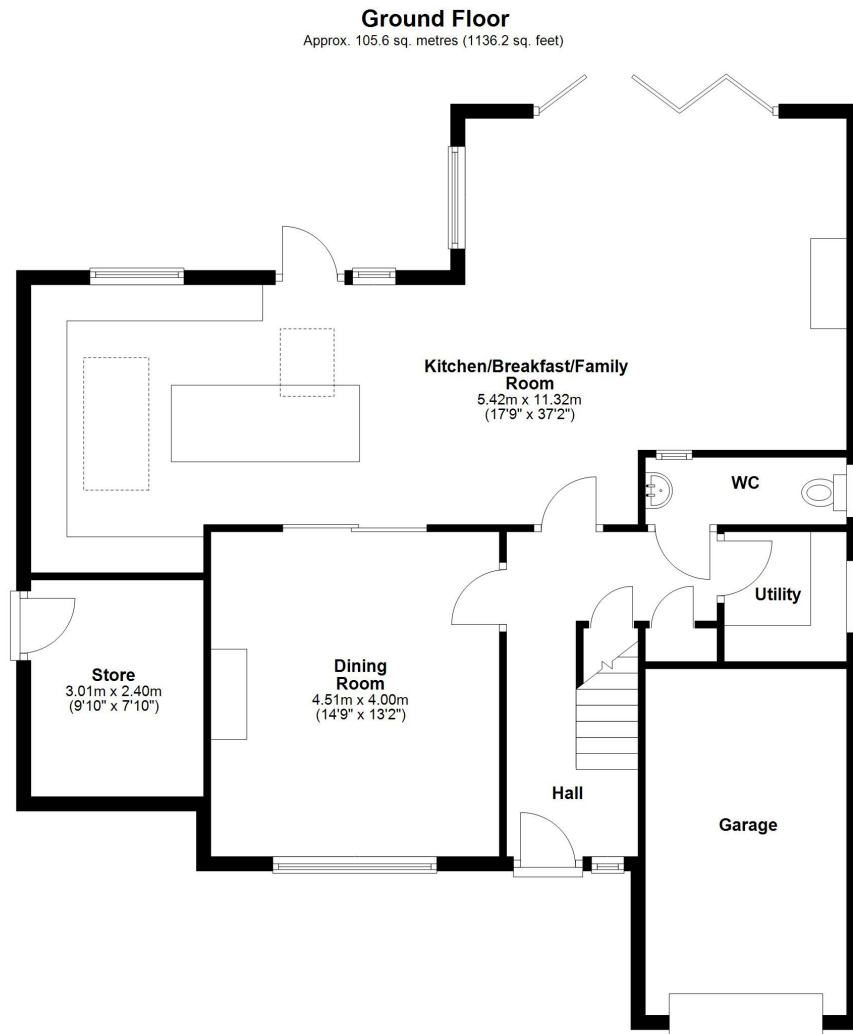 Ground Floor
Approx. 105.6 sq. metres (1136.2 sq. feet)
Kitchen/Breakfast/Family
Room
5.42m x 11.32m
(17'9" x 37'2")
WC
Utility
Store
3.01m x 2.40m
(9'10" x 7'10")
Dining
Room
4.51m x 4.00m
(14'9" x 13'2")
Hall
Garage